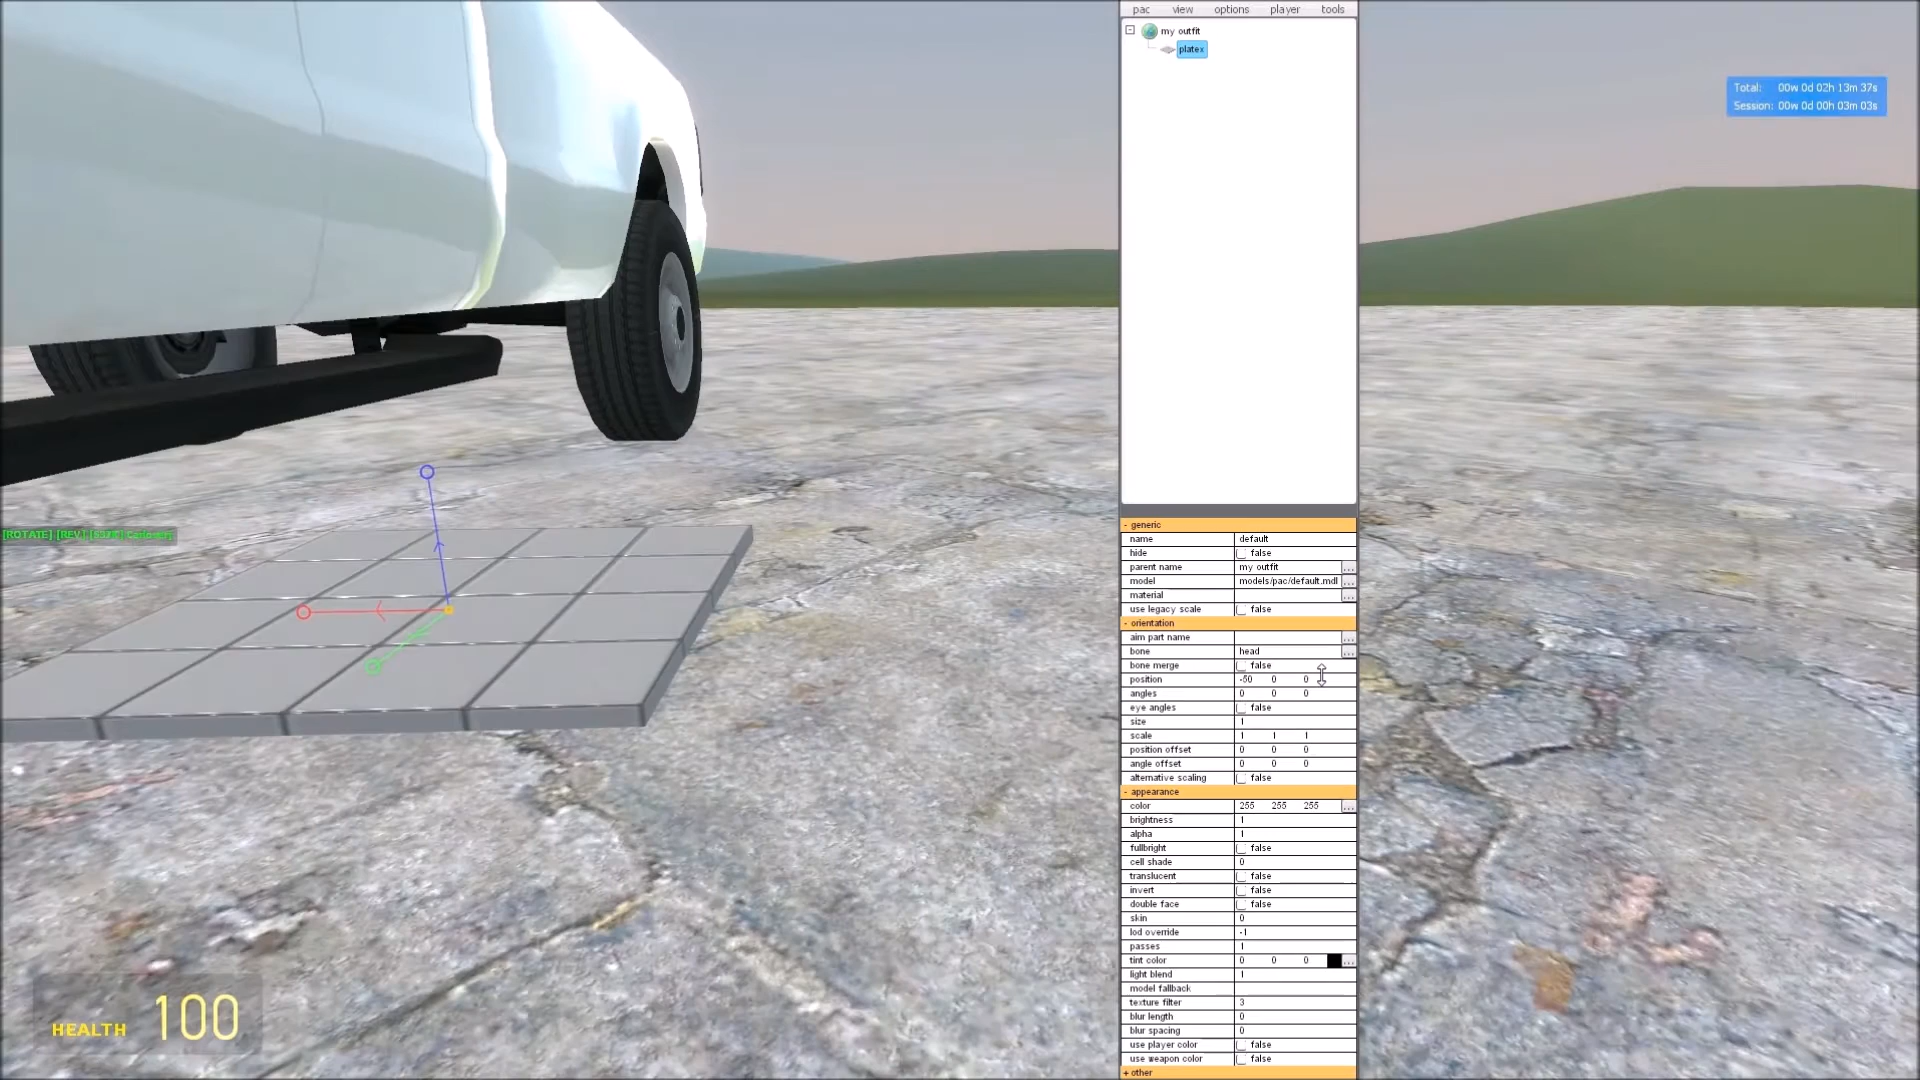 pac view options player tools
my outfit
platex
Total: 00w 0d 02h 13m 37s
Session: 00w 0d 00h 03m 03s
[ROTATE] [REV]
- generic
name default
hide false
parent name my outfit ...
model models/pac/default.mdl ...
material ...
use legacy scale false
- orientation
aim part name ...
bone head ...
bone merge false
position -50 0 0
angles 0 0 0
eye angles false
size 1
scale 1 1 1
position offset 0 0 0
angle offset 0 0 0
alternative scaling false
- appearance
color 255 255 255 ...
brightness 1
alpha 1
fullbright false
cell shade 0
translucent false
invert false
double face false
skin 0
lod override -1
passes 1
tint color 0 0 0 ...
light blend 1
model fallback
texture filter 3
blur length 0
blur spacing 0
use player color false
use weapon color false
+ other
HEALTH 100